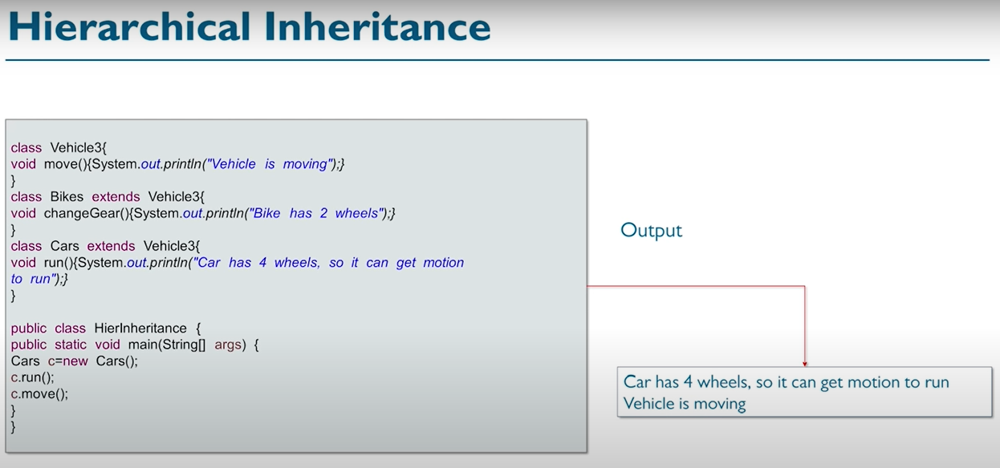 Hierarchical Inheritance
class Vehicle3{
void move(){System.out.println("Vehicle is moving");}
}
class Bikes extends Vehicle3{
void changeGear(){System.out.println("Bike has 2 wheels");}
}
class Cars extends Vehicle3{
void run(){System.out.println("Car has 4 wheels, so it can get motion
to run");}
}
public class HierInheritance {
public static void main(String[] args) {
Cars c=new Cars();
c.run();
c.move();
}
}
Output
Car has 4 wheels, so it can get motion to run
Vehicle is moving